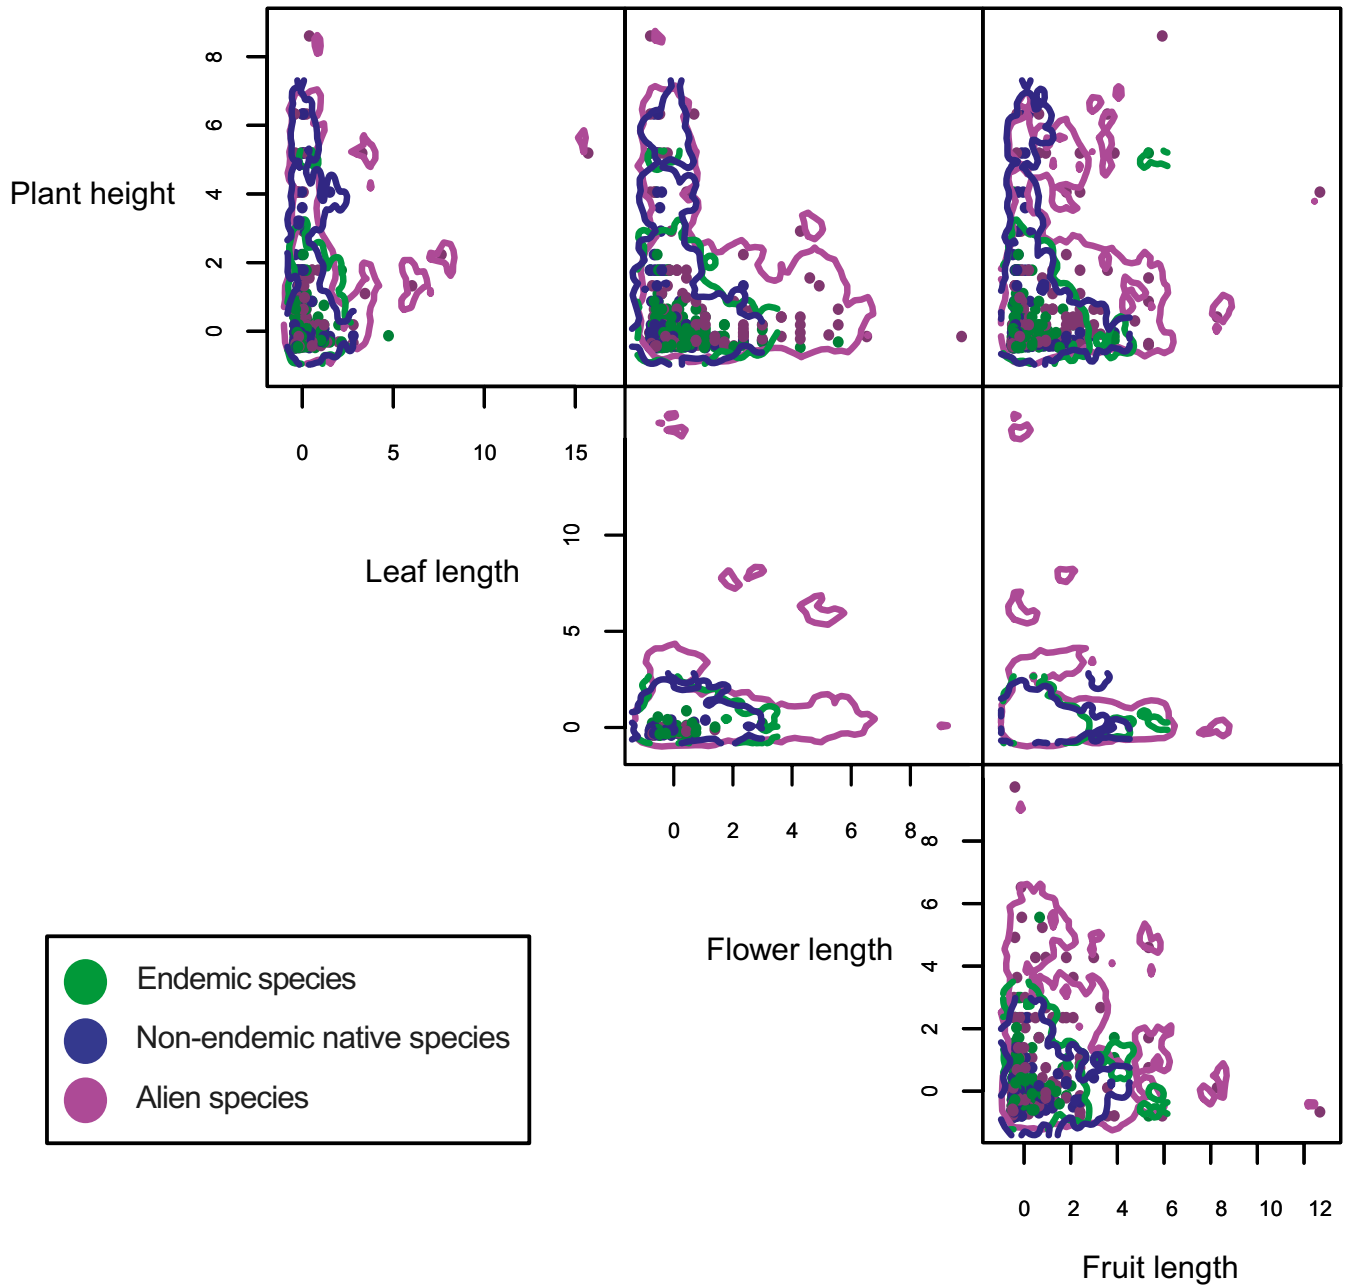 8
6
Plant height
4
2
0
0 5 10 15
10
Leaf length
5
0
0 2 4 6 8
8
6
Flower length
4
2
0
Endemic species
Non-endemic native species
Alien species
0 2 4 6 8 10 12
Fruit length